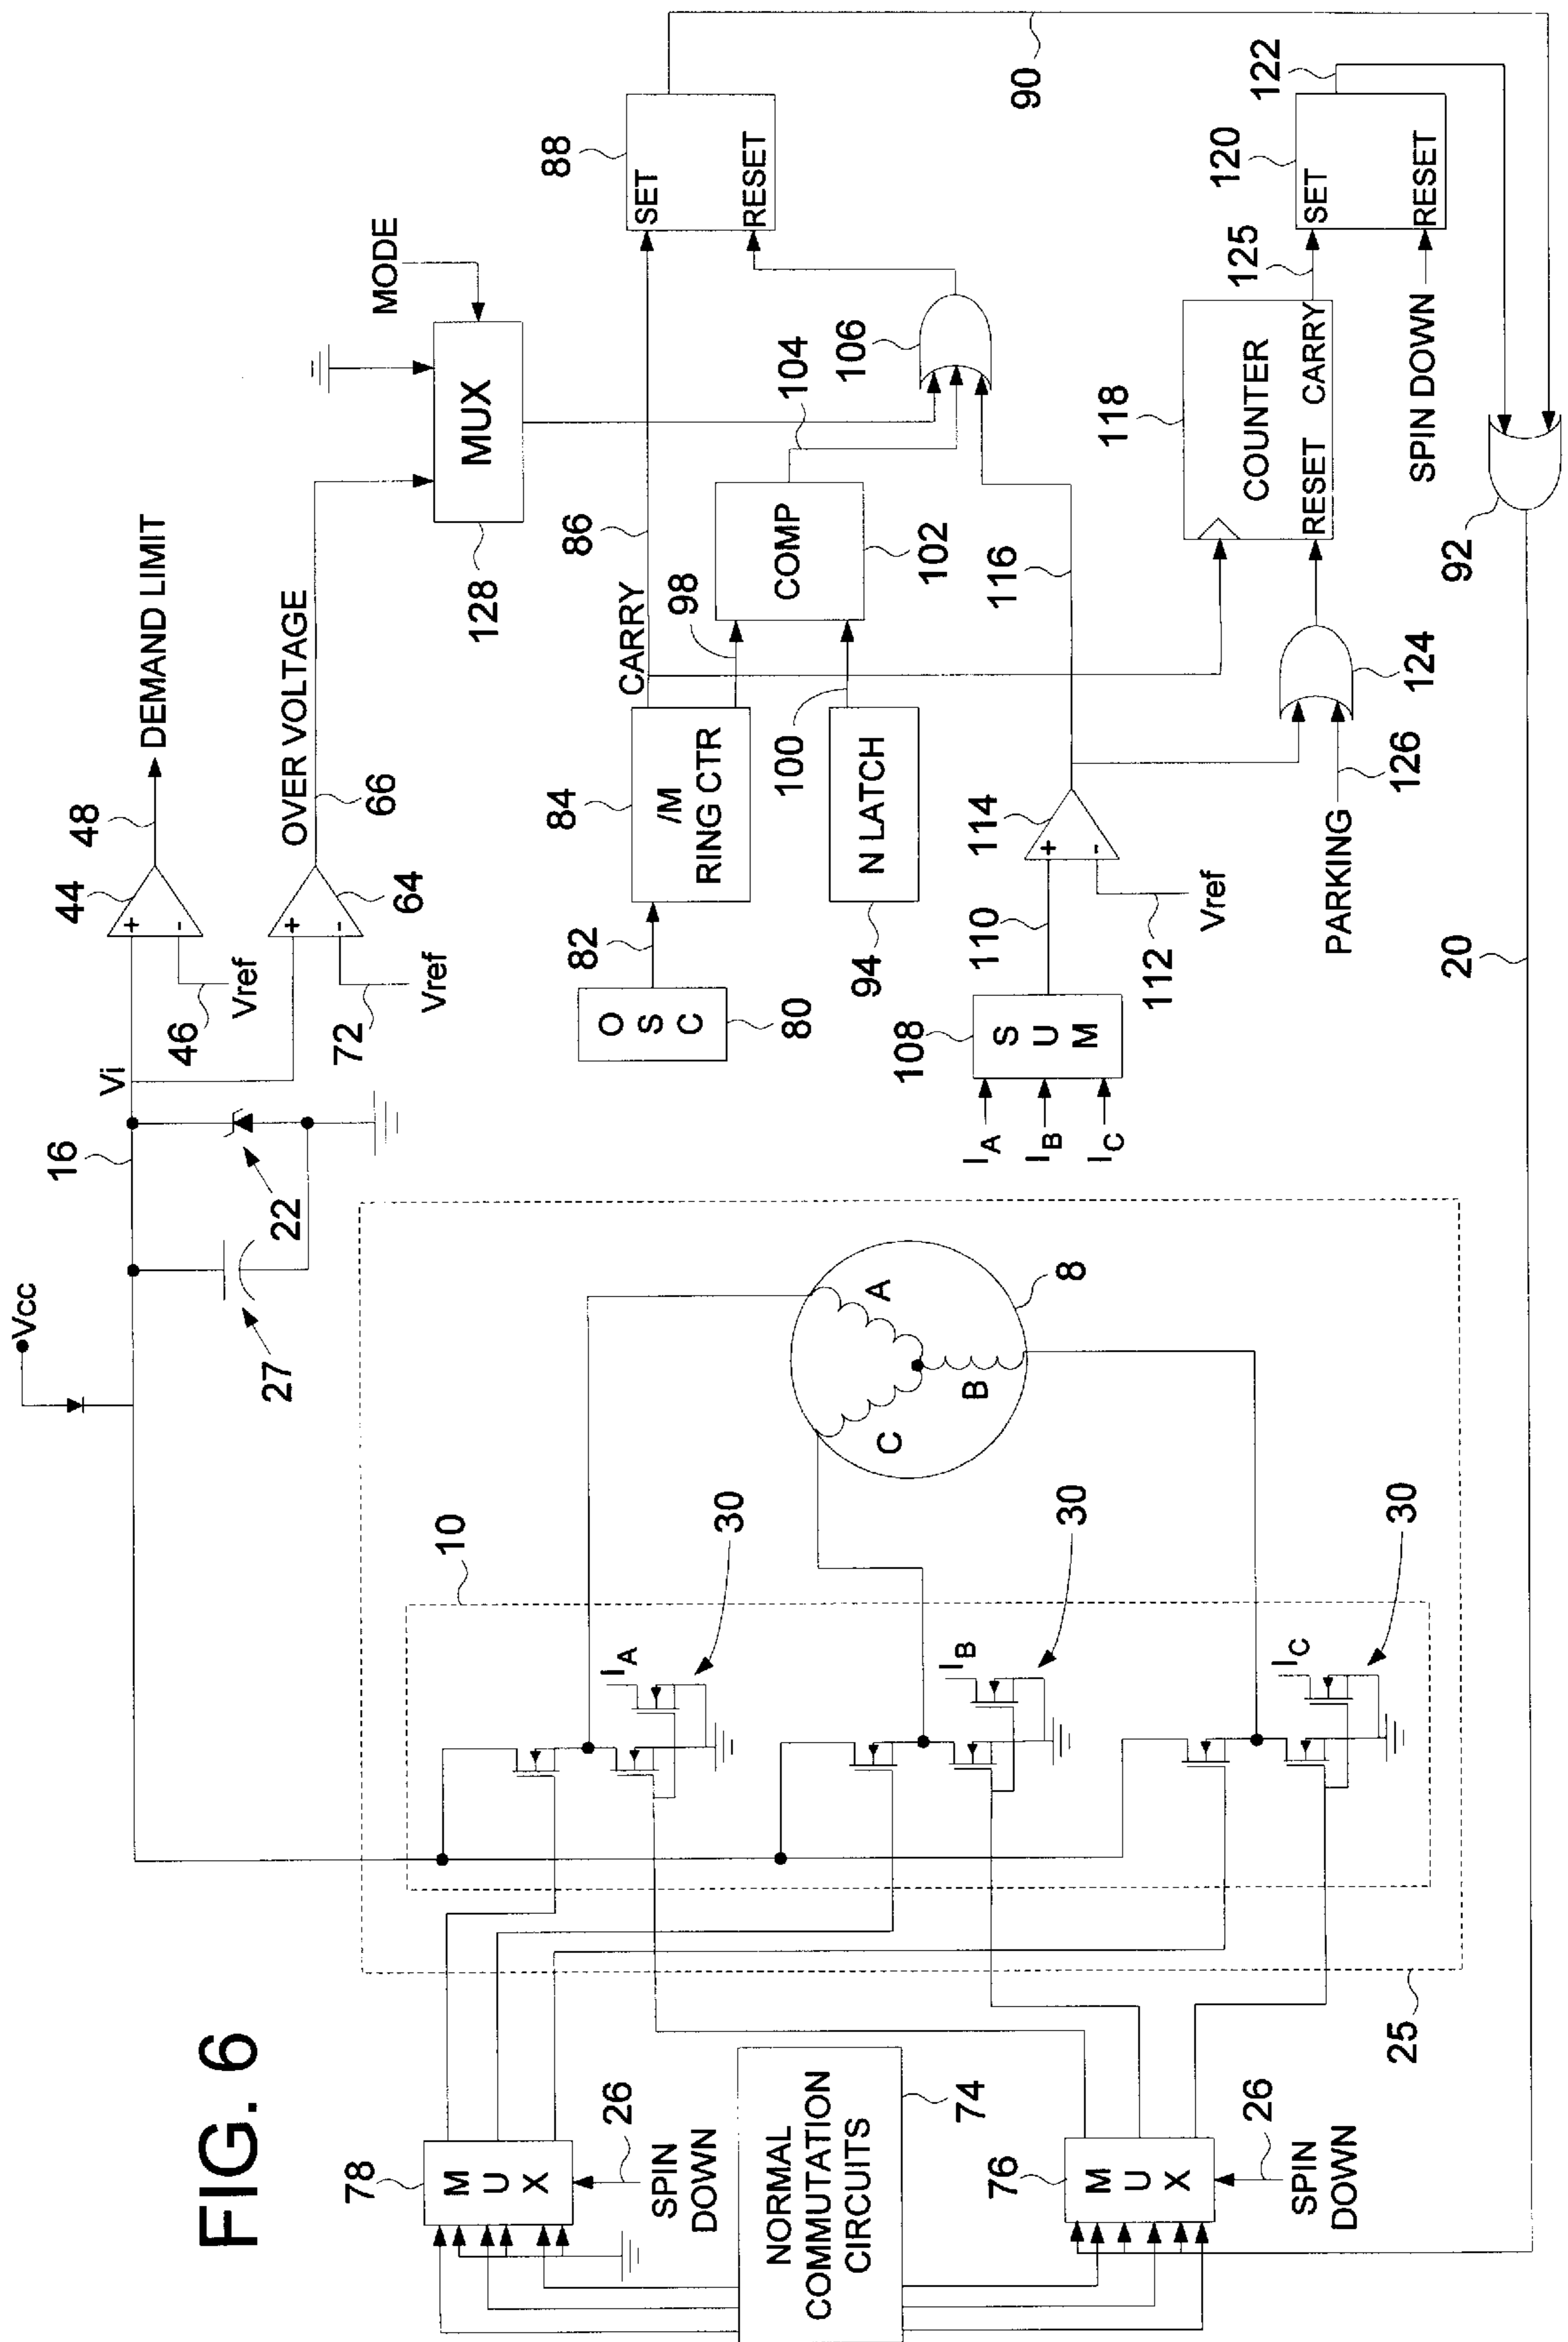 FIG. 6
Vcc
27
22
16
Vi
46
Vref
44
+
-
48
DEMAND LIMIT
72
Vref
64
+
-
66
OVER VOLTAGE
128
MUX
MODE
88
SET
RESET
90
OSC
80
82
84
/M
RING CTR
CARRY
86
98
94
N LATCH
100
COMP
102
104
106
IA
IB
IC
108
SUM
110
112
Vref
114
+
-
116
118
COUNTER
RESET
CARRY
PARKING
126
124
125
120
SET
RESET
SPIN DOWN
122
92
20
78
MUX
26
SPIN
DOWN
NORMAL
COMMUTATION
CIRCUITS
74
76
MUX
26
SPIN
DOWN
25
10
IA
30
IB
30
IC
30
8
A
B
C